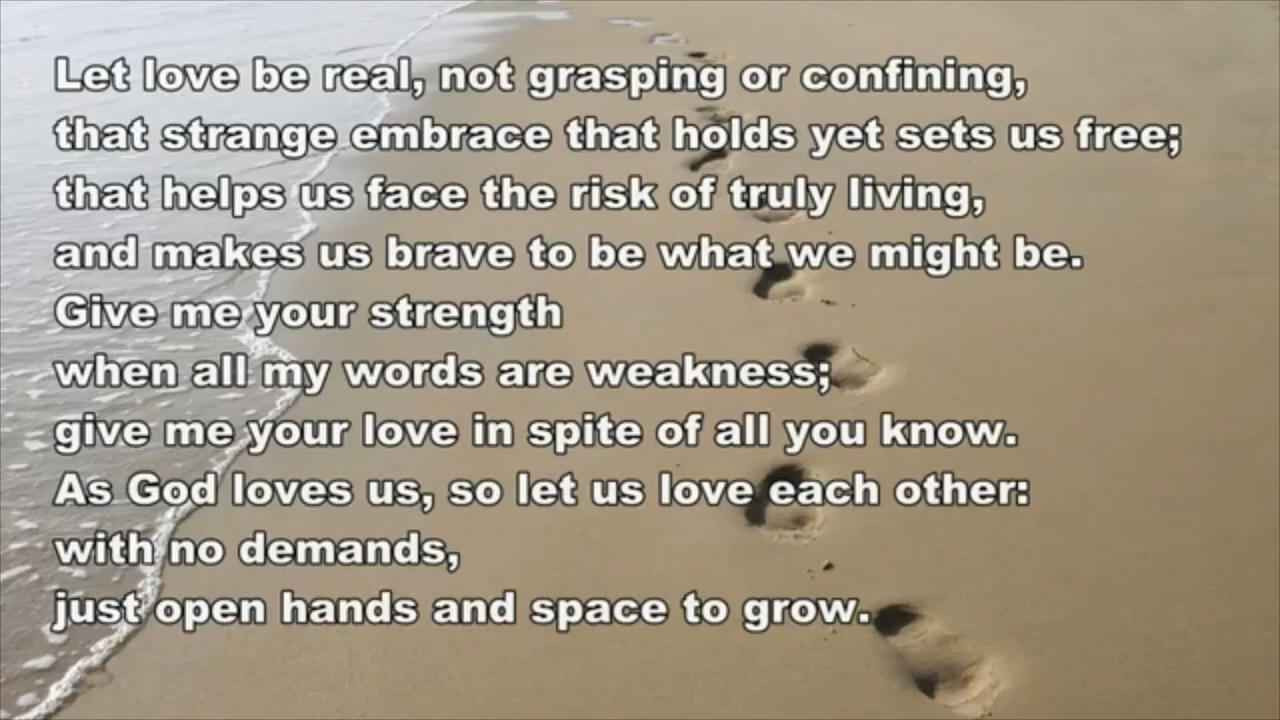 Let love be real, not grasping or confining,
that strange embrace that holds yet sets us free;
that helps us face the risk of truly living,
and makes us brave to be what we might be.
Give me your strength
when all my words are weakness;
give me your love in spite of all you know.
As God loves us, so let us love each other:
with no demands,
just open hands and space to grow.